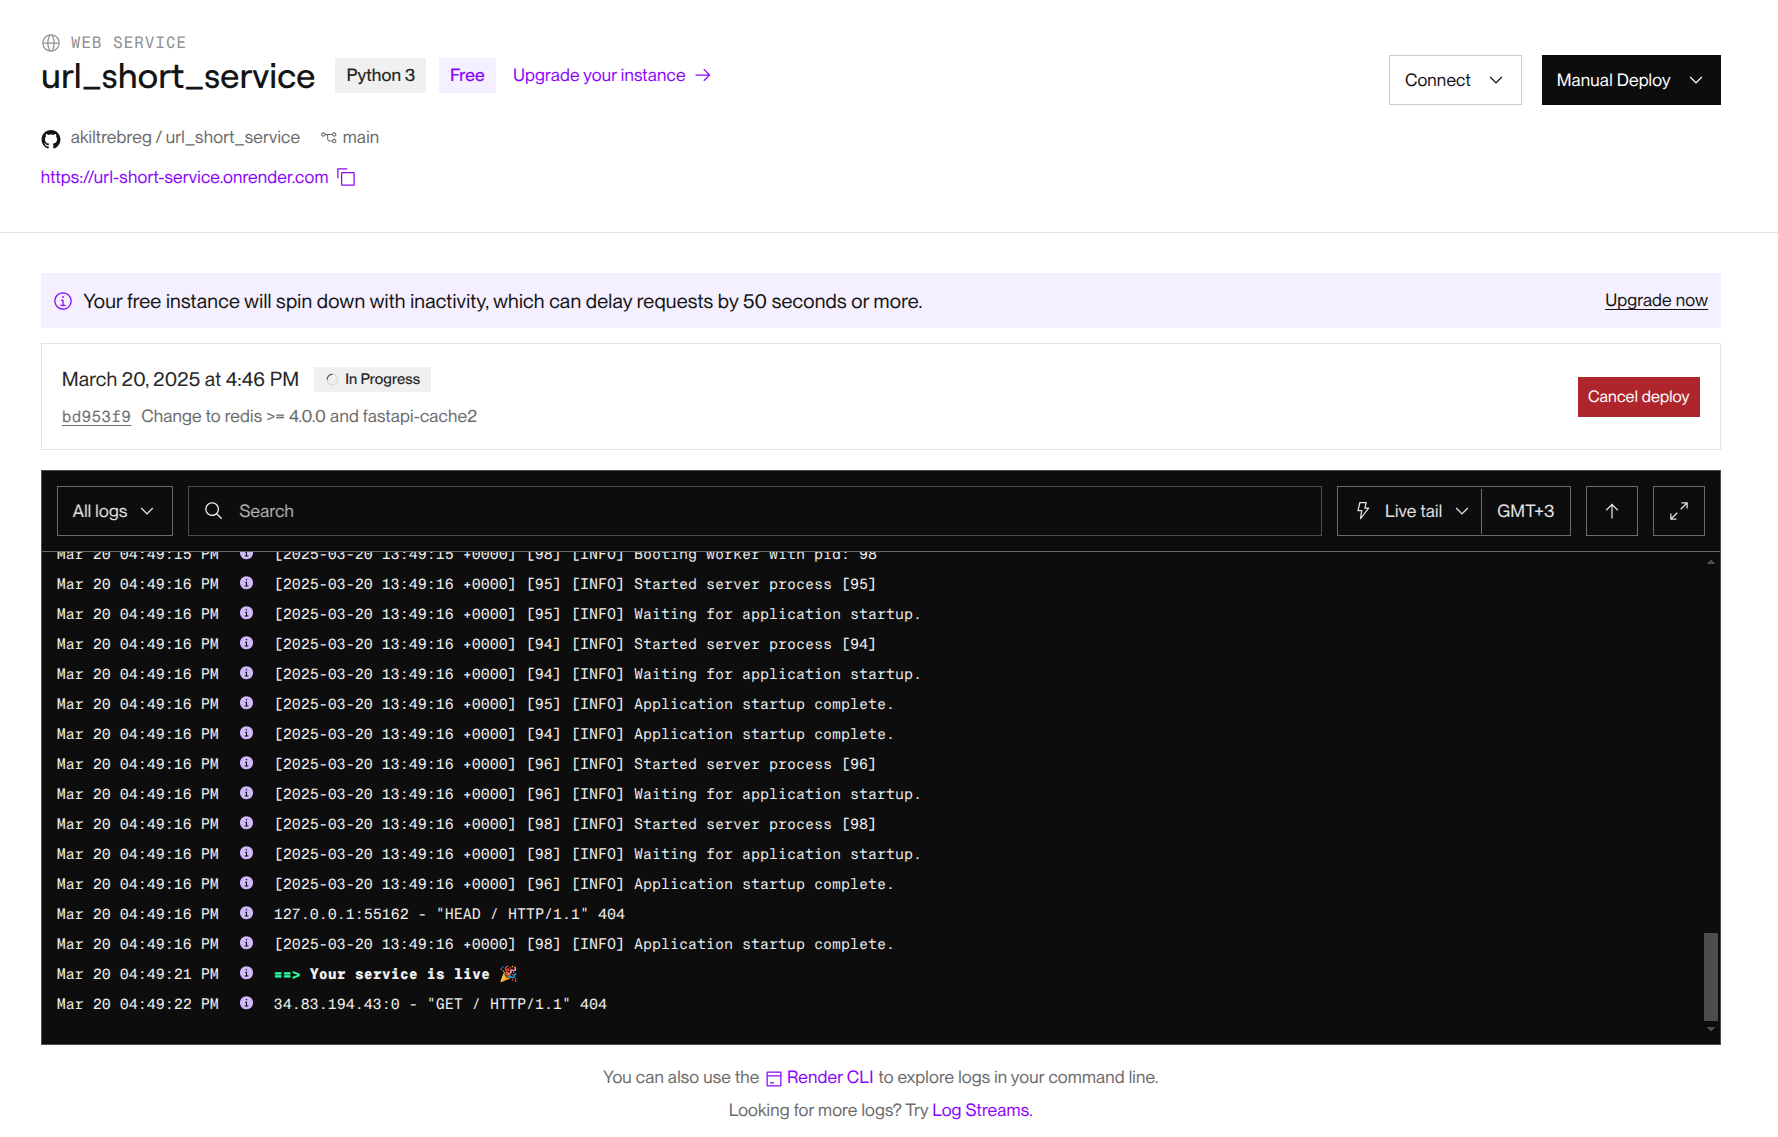 WEB SERVICE
url_short_service Python 3 Free Upgrade your instance →
Connect Manual Deploy
akiltrebreg / url_short_service main
https://url-short-service.onrender.com
Your free instance will spin down with inactivity, which can delay requests by 50 seconds or more. Upgrade now
March 20, 2025 at 4:46 PM In Progress
bd953f9 Change to redis >= 4.0.0 and fastapi-cache2
Cancel deploy
All logs Search Live tail GMT+3
Mar 20 04:49:15 PM [2025-03-20 13:49:15 +0000] [98] [INFO] Booting worker with pid: 98
Mar 20 04:49:16 PM [2025-03-20 13:49:16 +0000] [95] [INFO] Started server process [95]
Mar 20 04:49:16 PM [2025-03-20 13:49:16 +0000] [95] [INFO] Waiting for application startup.
Mar 20 04:49:16 PM [2025-03-20 13:49:16 +0000] [94] [INFO] Started server process [94]
Mar 20 04:49:16 PM [2025-03-20 13:49:16 +0000] [94] [INFO] Waiting for application startup.
Mar 20 04:49:16 PM [2025-03-20 13:49:16 +0000] [95] [INFO] Application startup complete.
Mar 20 04:49:16 PM [2025-03-20 13:49:16 +0000] [94] [INFO] Application startup complete.
Mar 20 04:49:16 PM [2025-03-20 13:49:16 +0000] [96] [INFO] Started server process [96]
Mar 20 04:49:16 PM [2025-03-20 13:49:16 +0000] [96] [INFO] Waiting for application startup.
Mar 20 04:49:16 PM [2025-03-20 13:49:16 +0000] [98] [INFO] Started server process [98]
Mar 20 04:49:16 PM [2025-03-20 13:49:16 +0000] [98] [INFO] Waiting for application startup.
Mar 20 04:49:16 PM [2025-03-20 13:49:16 +0000] [96] [INFO] Application startup complete.
Mar 20 04:49:16 PM 127.0.0.1:55162 - "HEAD / HTTP/1.1" 404
Mar 20 04:49:16 PM [2025-03-20 13:49:16 +0000] [98] [INFO] Application startup complete.
Mar 20 04:49:21 PM ==> Your service is live 🎉
Mar 20 04:49:22 PM 34.83.194.43:0 - "GET / HTTP/1.1" 404
You can also use the Render CLI to explore logs in your command line.
Looking for more logs? Try Log Streams.